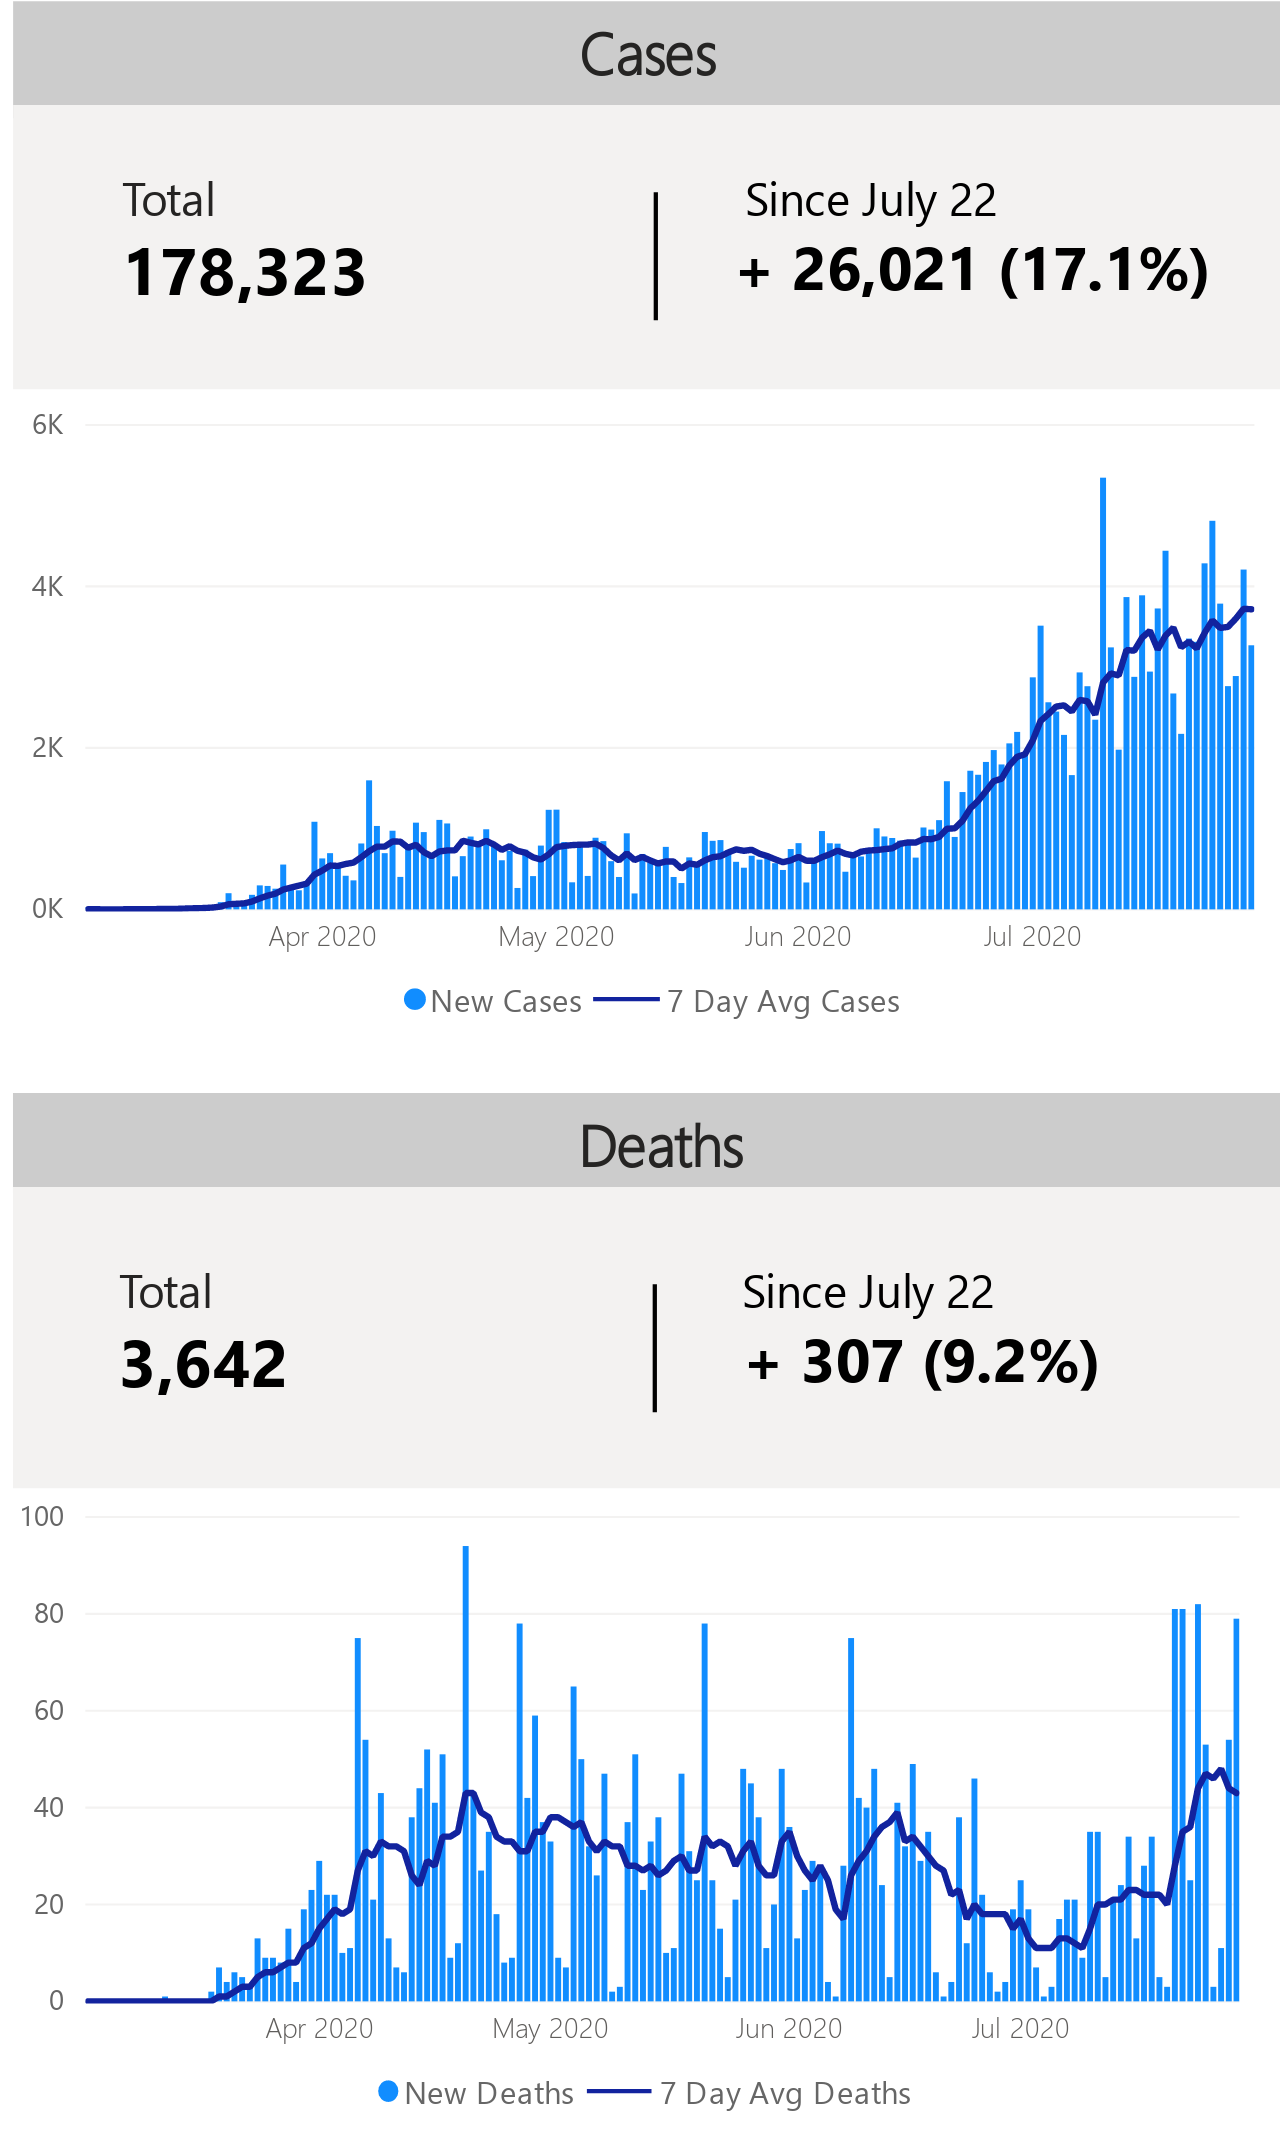 Cases
Total
Since July 22
178,323
+ 26,021 (17.1%)
6K
4K
2K
0K
Apr 2020
May 2020
Jun 2020
Jul 2020
New Cases
7 Day Avg Cases
Deaths
Total
Since July 22
3,642
+ 307 (9.2%)
100
80
60
40
20
0
Apr 2020
May 2020
Jun 2020
Jul 2020
New Deaths
7 Day Avg Deaths